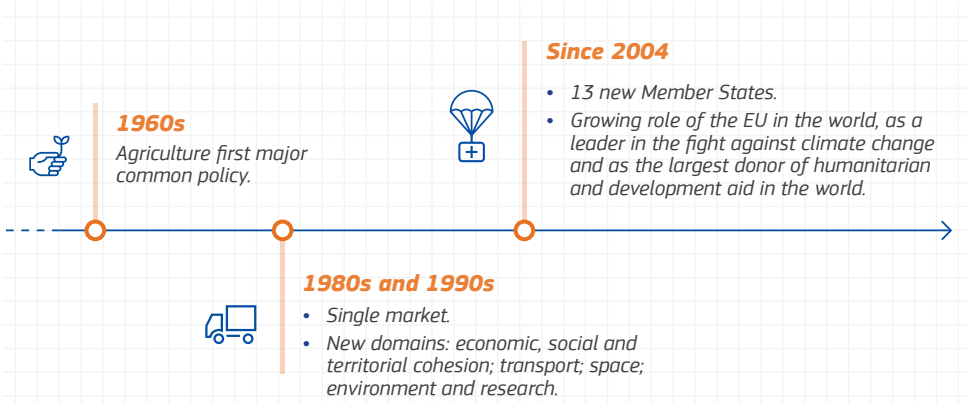 1960s
Agriculture first major
common policy.
1980s and 1990s
• Single market.
• New domains: economic, social and
territorial cohesion; transport; space;
environment and research.
Since 2004
• 13 new Member States.
• Growing role of the EU in the world, as a
leader in the fight against climate change
and as the largest donor of humanitarian
and development aid in the world.